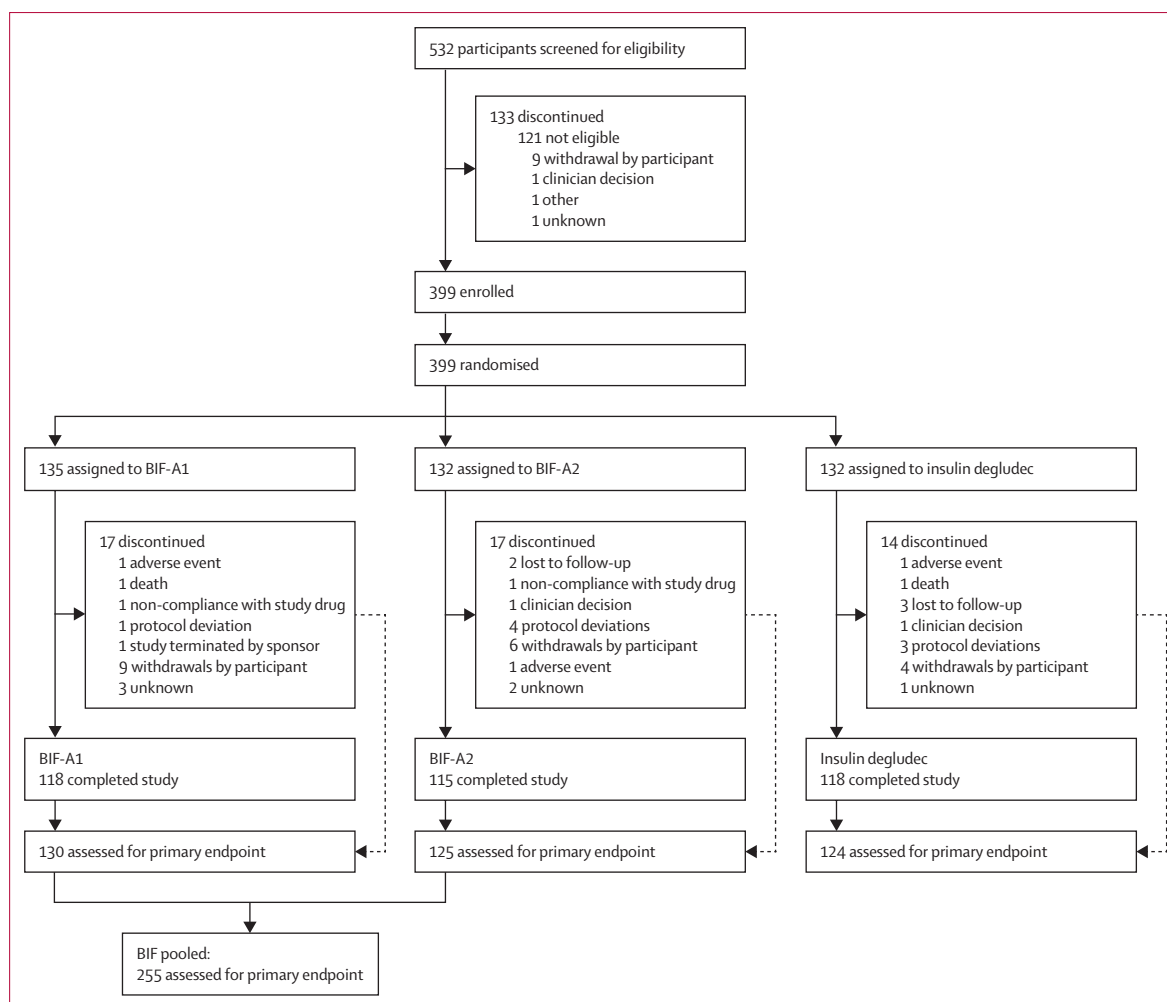 532 participants screened for eligibility
133 discontinued
121 not eligible
9 withdrawal by participant
1 clinician decision
1 other
1 unknown
399 enrolled
399 randomised
135 assigned to BIF-A1
132 assigned to BIF-A2
132 assigned to insulin degludec
17 discontinued
1 adverse event
1 death
1 non-compliance with study drug
1 protocol deviation
1 study terminated by sponsor
9 withdrawals by participant
3 unknown
17 discontinued
2 lost to follow-up
1 non-compliance with study drug
1 clinician decision
4 protocol deviations
6 withdrawals by participant
1 adverse event
2 unknown
14 discontinued
1 adverse event
1 death
3 lost to follow-up
1 clinician decision
3 protocol deviations
4 withdrawals by participant
1 unknown
BIF-A1
118 completed study
BIF-A2
115 completed study
Insulin degludec
118 completed study
130 assessed for primary endpoint
125 assessed for primary endpoint
124 assessed for primary endpoint
BIF pooled:
255 assessed for primary endpoint